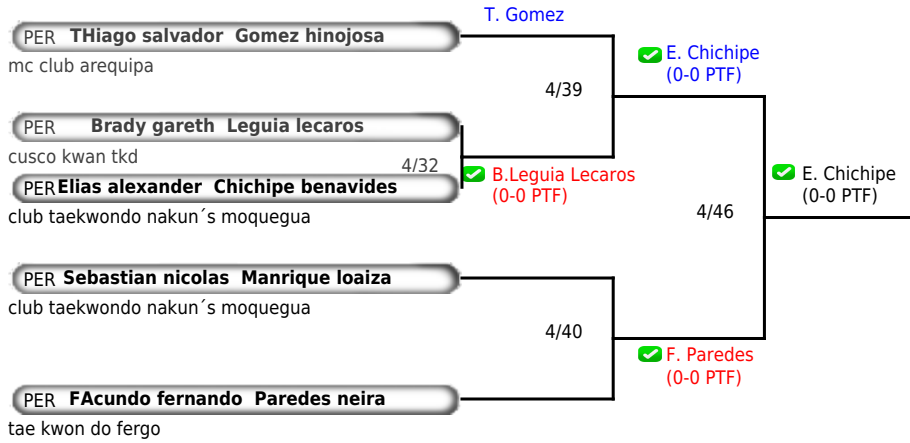 T. Gomez
PER THiago salvador Gomez hinojosa
mc club arequipa
E. Chichipe
(0-0 PTF)
4/39
PER Brady gareth Leguia lecaros
cusco kwan tkd
4/32
B.Leguia Lecaros
(0-0 PTF)
E. Chichipe
(0-0 PTF)
PER Elias alexander Chichipe benavides
club taekwondo nakun´s moquegua
4/46
PER Sebastian nicolas Manrique loaiza
club taekwondo nakun´s moquegua
4/40
F. Paredes
(0-0 PTF)
PER FAcundo fernando Paredes neira
tae kwon do fergo